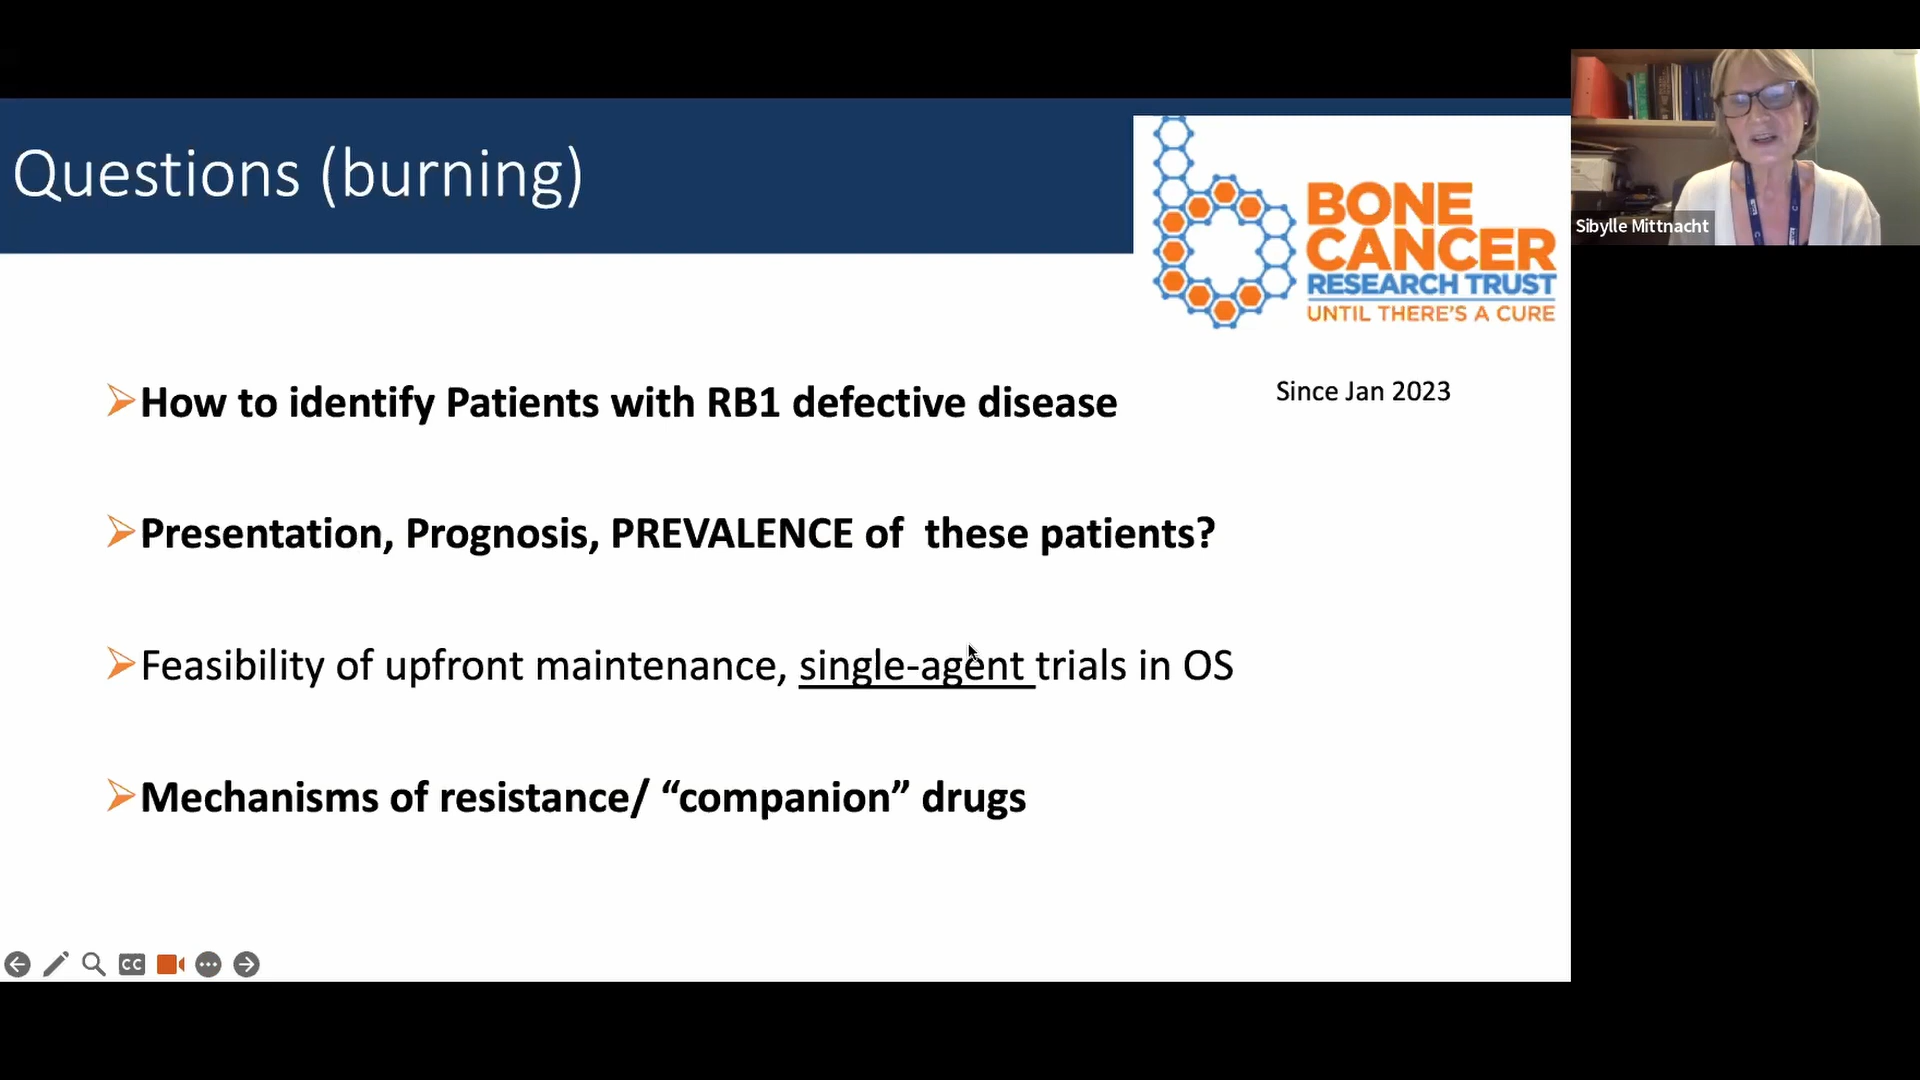 Questions (burning)
BONE
CANCER
RESEARCH TRUST
UNTIL THERE'S A CURE
Sibylle Mittnacht
Since Jan 2023
How to identify Patients with RB1 defective disease
Presentation, Prognosis, PREVALENCE of these patients?
Feasibility of upfront maintenance, single-agent trials in OS
Mechanisms of resistance/ “companion” drugs
CC